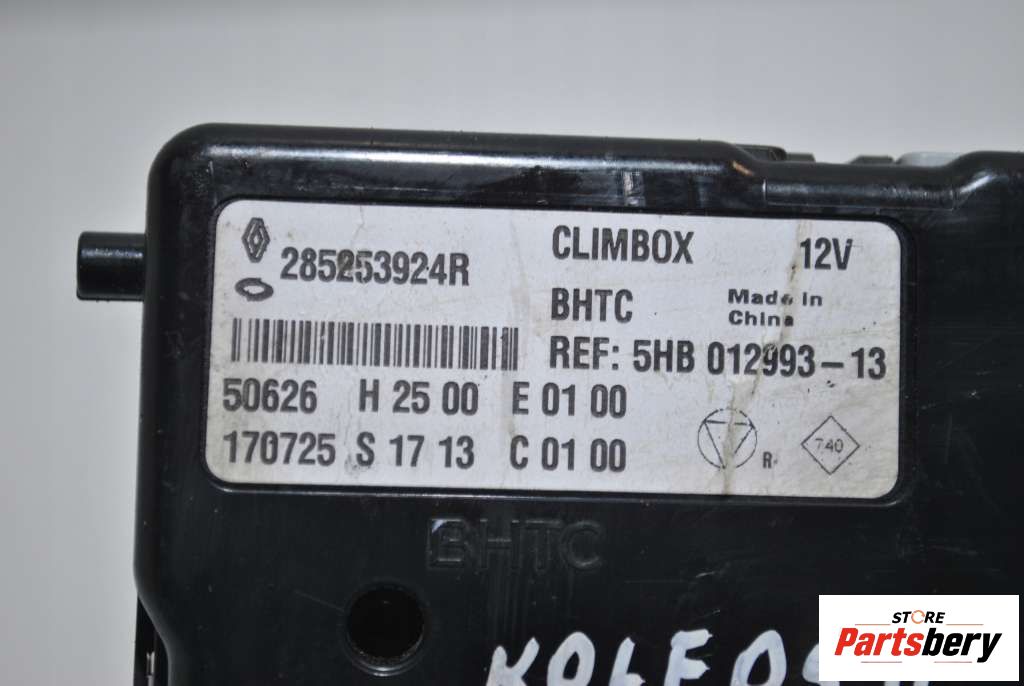 285253924R
CLIMBOX 12V
BHTC Made in China
REF: 5HB 012993-13
50626 H 25 00 E 01 00
170725 S 17 13 C 01 00
R
740
BHTC
KOLEOS
STORE
Partsbery